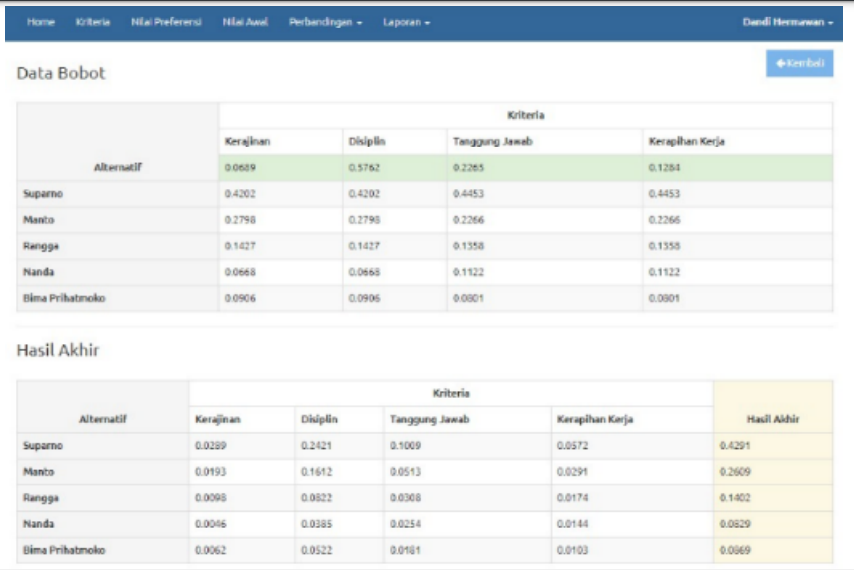 Home Kriteria Nilai Preferensi Nilai Awal Perbandingan Laporan Dandi Hermawan
Data Bobot
Kembali
Kriteria
Kerajinan Disiplin Tanggung Jawab Kerapihan Kerja
Alternatif 0.0689 0.5762 0.2265 0.1284
Suparno 0.4202 0.4202 0.4453 0.4453
Manto 0.2798 0.2798 0.2266 0.2266
Rangga 0.1427 0.1427 0.1358 0.1358
Nanda 0.0668 0.0668 0.1122 0.1122
Bima Prihatmoko 0.0906 0.0906 0.0801 0.0801
Hasil Akhir
Kriteria
Alternatif Kerajinan Disiplin Tanggung Jawab Kerapihan Kerja Hasil Akhir
Suparno 0.0289 0.2421 0.1009 0.0572 0.4291
Manto 0.0193 0.1612 0.0513 0.0291 0.2609
Rangga 0.0098 0.0822 0.0308 0.0174 0.1402
Nanda 0.0046 0.0385 0.0254 0.0144 0.0829
Bima Prihatmoko 0.0062 0.0522 0.0181 0.0103 0.0869